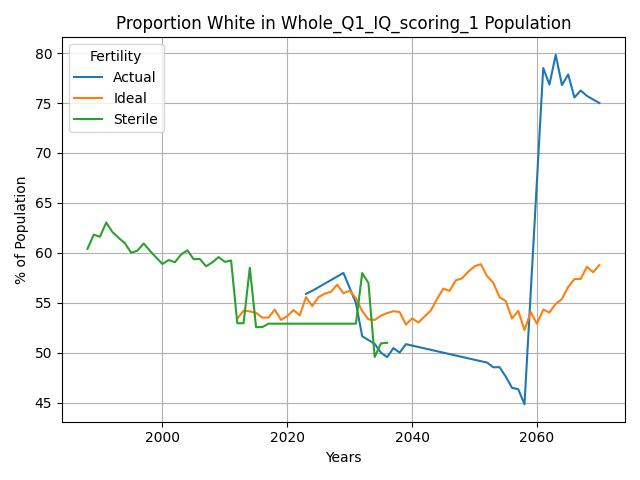 Proportion White in Whole_Q1_IQ_scoring_1 Population
Fertility
Actual
Ideal
Sterile
% of Population
80
75
70
65
60
55
50
45
2000
2020
2040
2060
Years